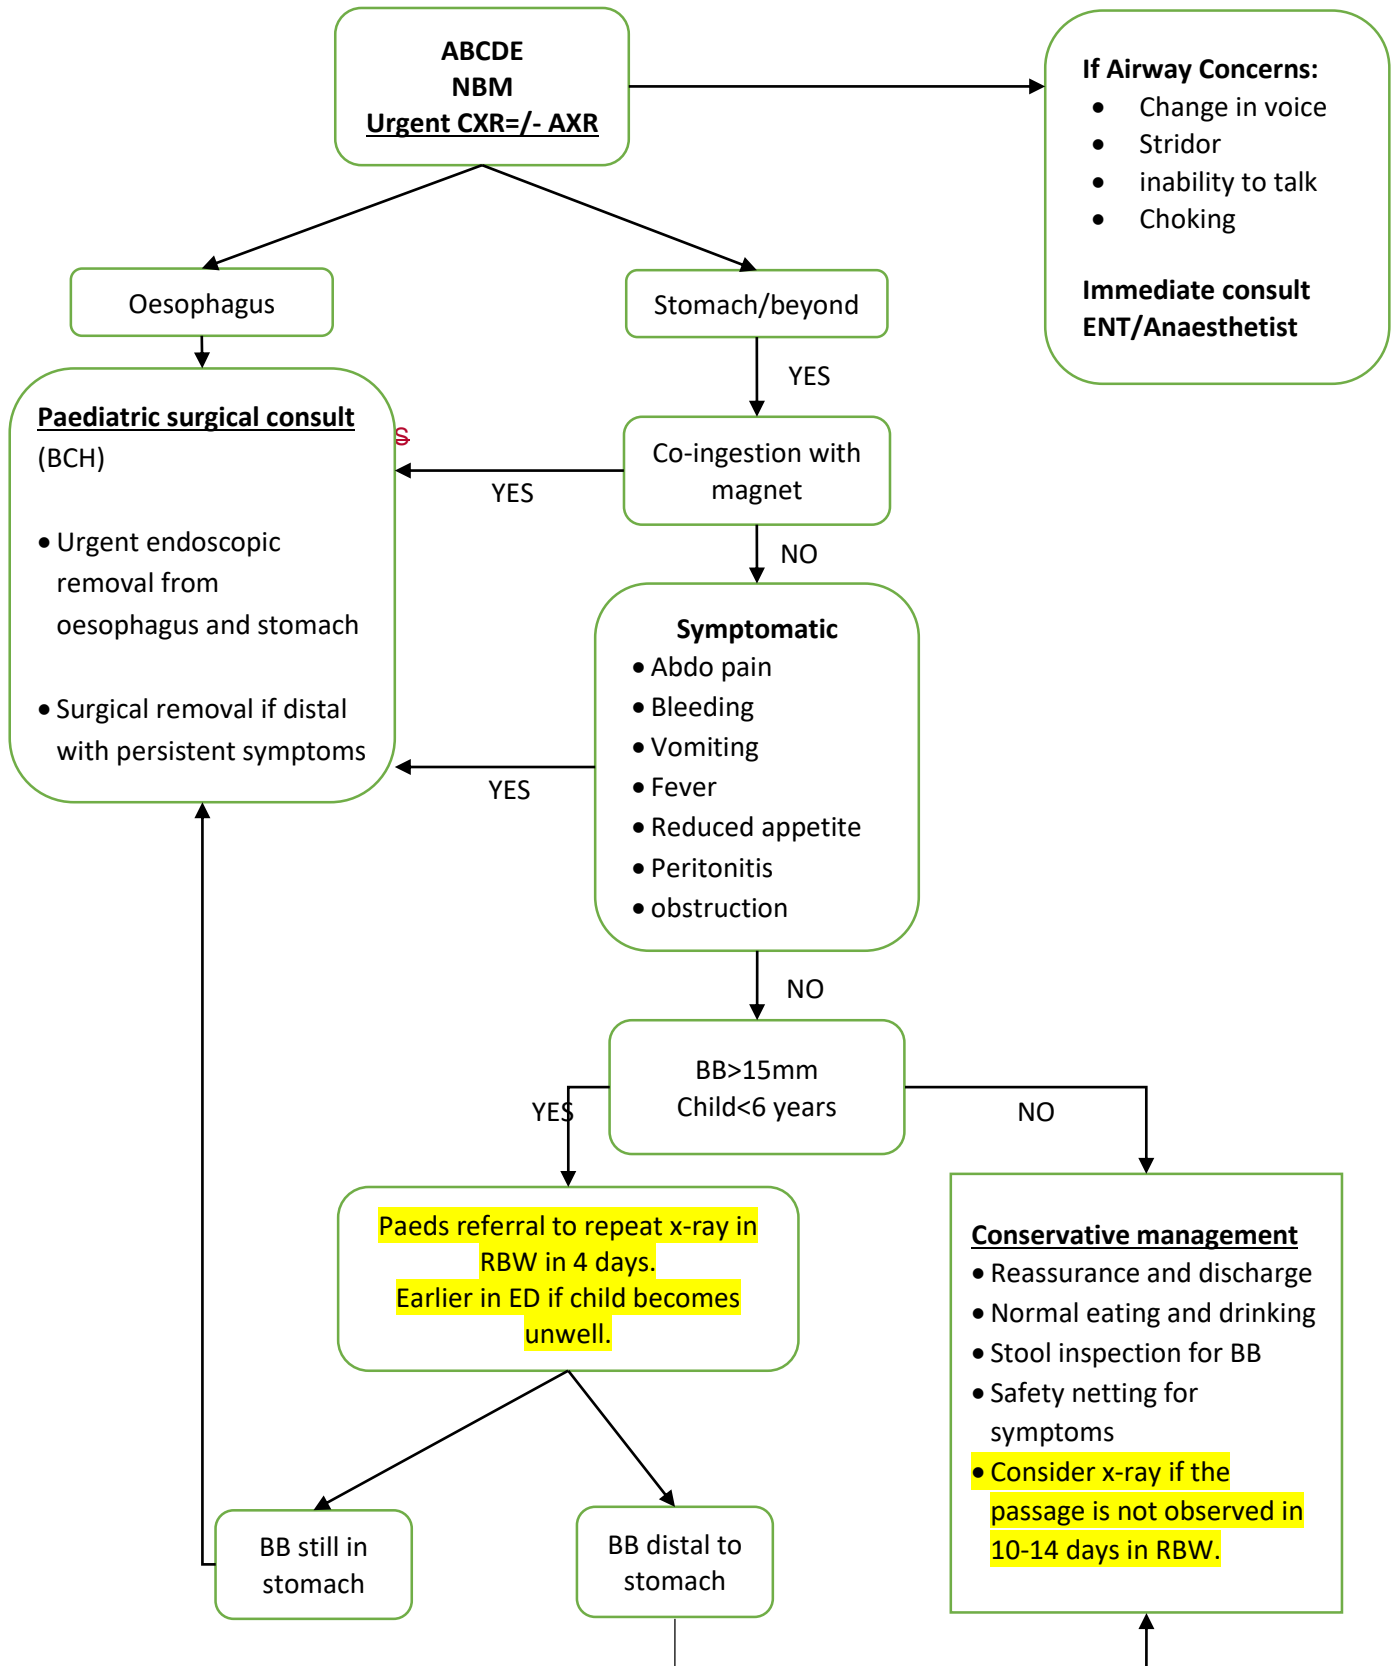 ABCDE
NBM
Urgent CXR=/- AXR
If Airway Concerns:
• Change in voice
• Stridor
• inability to talk
• Choking
Immediate consult
ENT/Anaesthetist
Oesophagus
Stomach/beyond
YES
Paediatric surgical consult
(BCH)
• Urgent endoscopic
removal from
oesophagus and stomach
• Surgical removal if distal
with persistent symptoms
S
YES
Co-ingestion with
magnet
NO
Symptomatic
• Abdo pain
• Bleeding
• Vomiting
• Fever
• Reduced appetite
• Peritonitis
• obstruction
YES
NO
BB>15mm
Child<6 years
YES
NO
Paeds referral to repeat x-ray in
RBW in 4 days.
Earlier in ED if child becomes
unwell.
Conservative management
• Reassurance and discharge
• Normal eating and drinking
• Stool inspection for BB
• Safety netting for
symptoms
• Consider x-ray if the
passage is not observed in
10-14 days in RBW.
BB still in
stomach
BB distal to
stomach